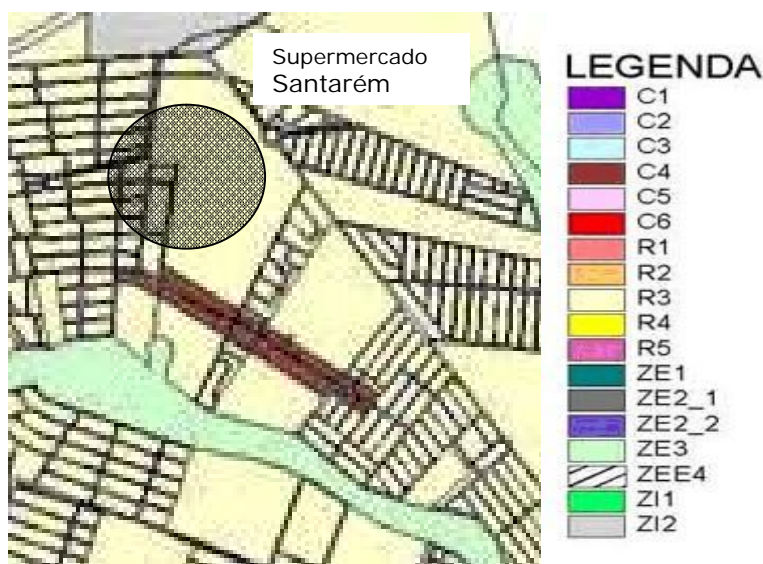 Supermercado
Santarém
LEGENDA
C1
C2
C3
C4
C5
C6
R1
R2
R3
R4
R5
ZE1
ZE2_1
ZE2_2
ZE3
ZEE4
ZI1
ZI2